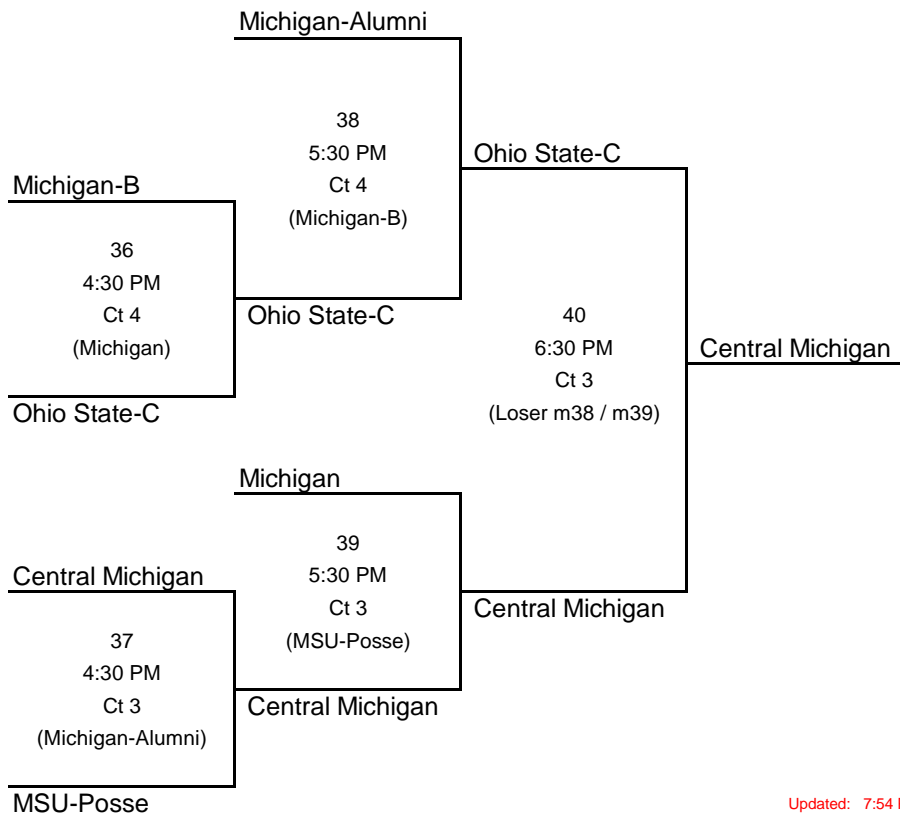 Michigan-Alumni
38
5:30 PM
Ct 4
(Michigan-B)
Ohio State-C
Michigan-B
36
4:30 PM
Ct 4
(Michigan)
Ohio State-C
Ohio State-C
40
6:30 PM
Ct 3
(Loser m38 / m39)
Central Michigan
Michigan
39
5:30 PM
Ct 3
(MSU-Posse)
Central Michigan
Central Michigan
37
4:30 PM
Ct 3
(Michigan-Alumni)
Central Michigan
MSU-Posse
Updated: 7:54